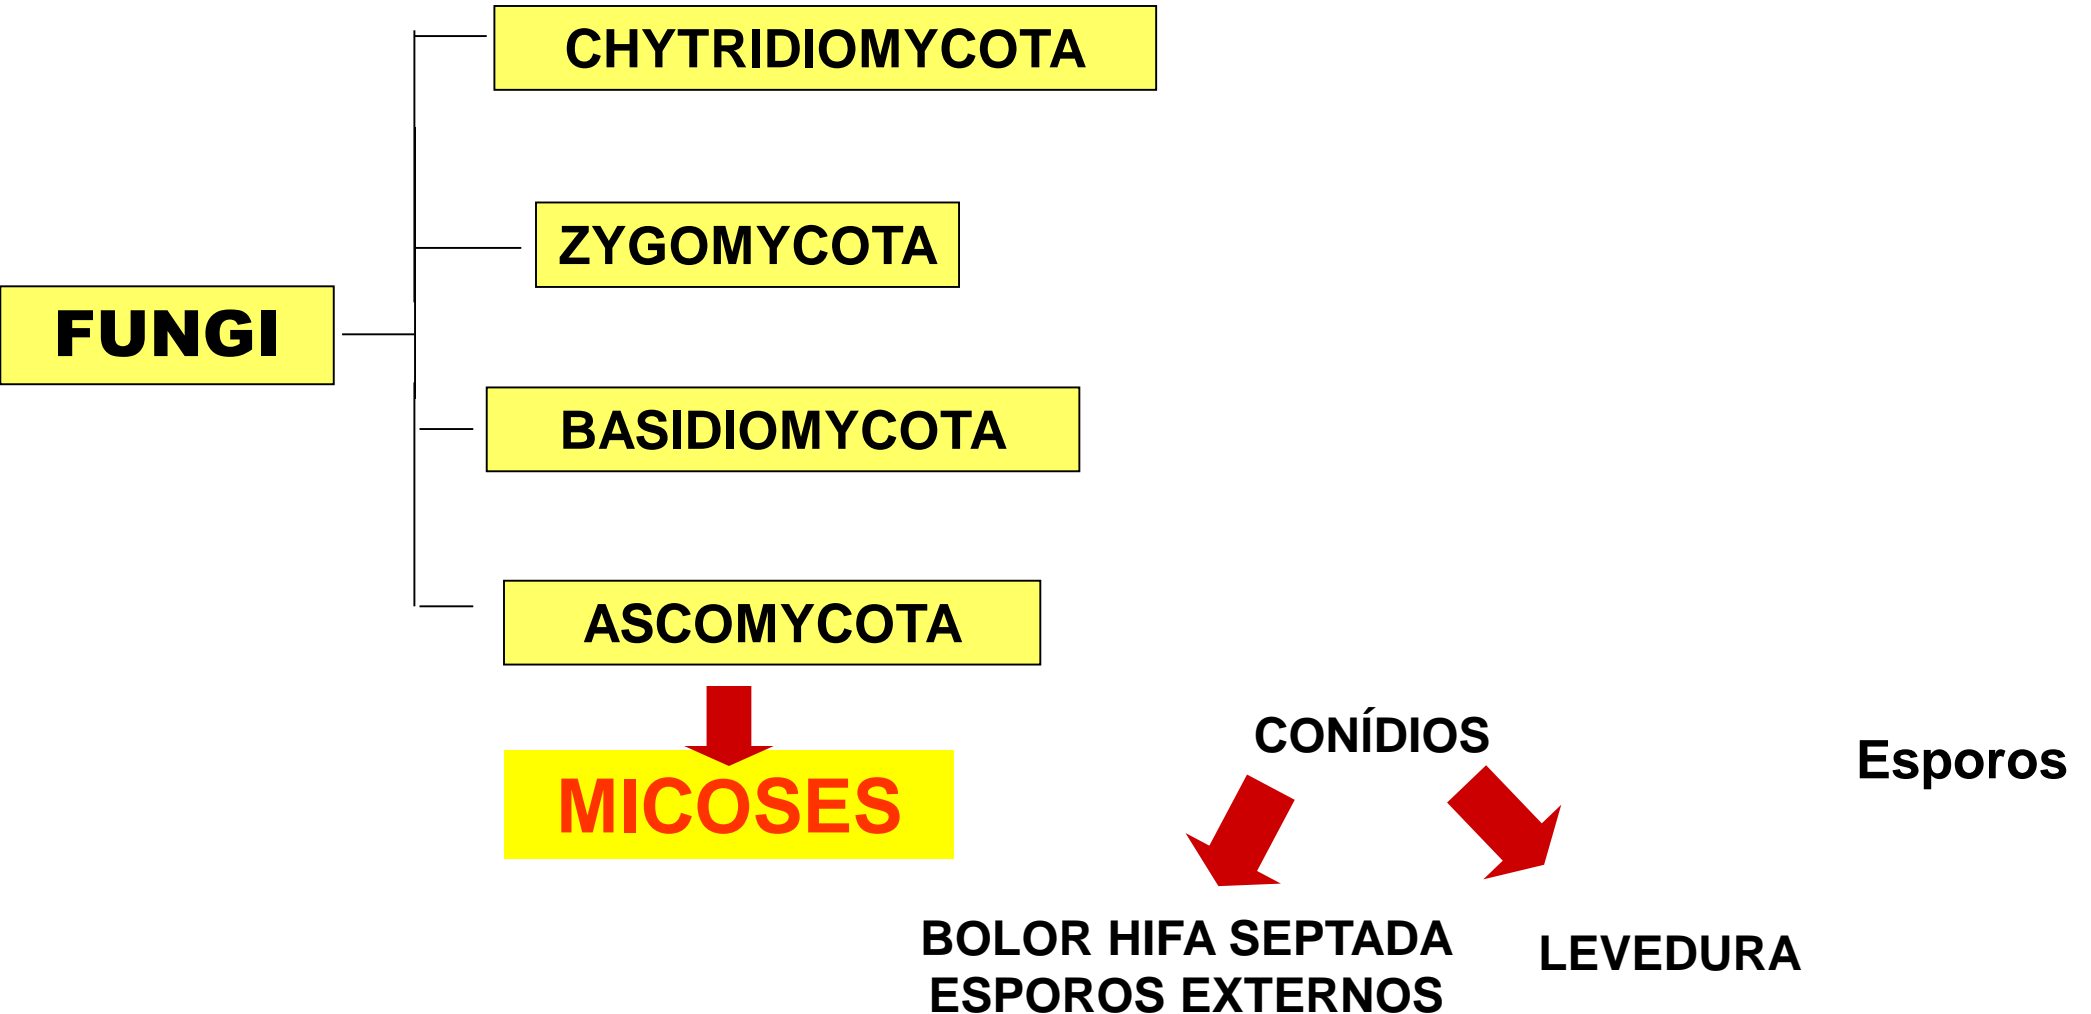 CHYTRIDIOMYCOTA
ZYGOMYCOTA
FUNGI
BASIDIOMYCOTA
ASCOMYCOTA
MICOSES
CONÍDIOS
Esporos
BOLOR HIFA SEPTADA
ESPOROS EXTERNOS
LEVEDURA